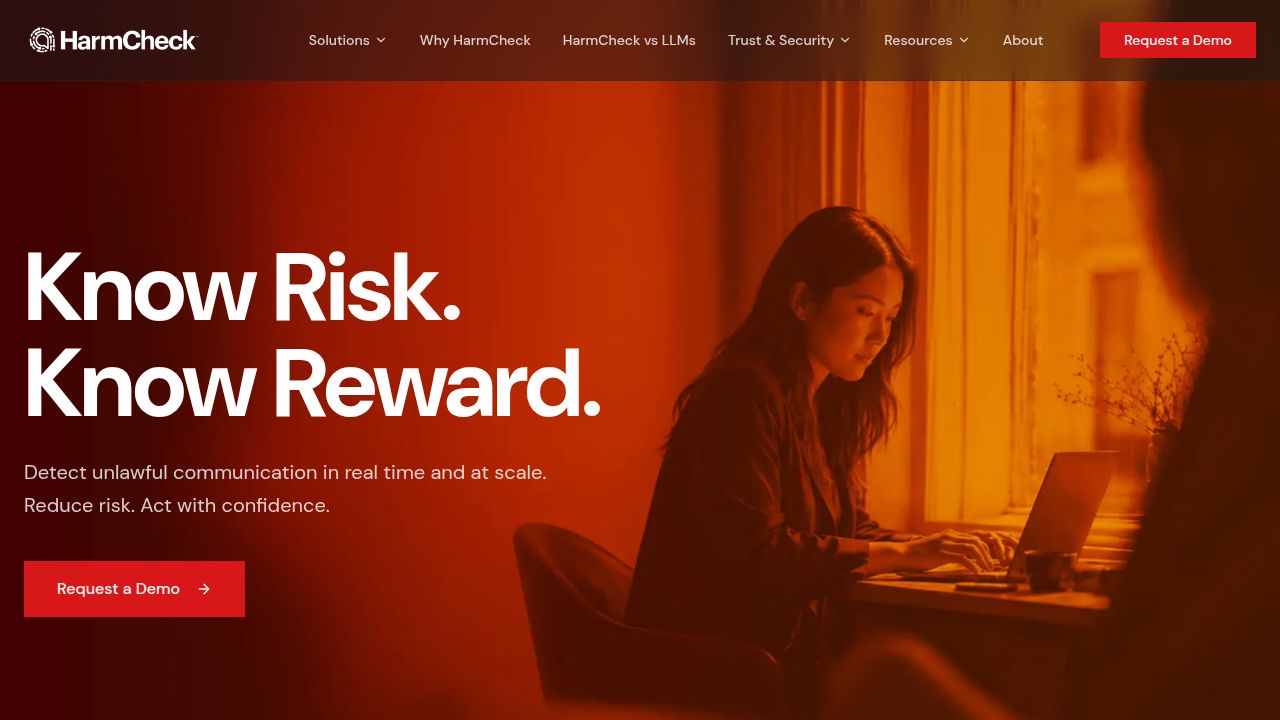 HarmCheck
Solutions
Why HarmCheck
HarmCheck vs LLMs
Trust & Security
Resources
About
Request a Demo
Know Risk.
Know Reward.
Detect unlawful communication in real time and at scale.
Reduce risk. Act with confidence.
Request a Demo